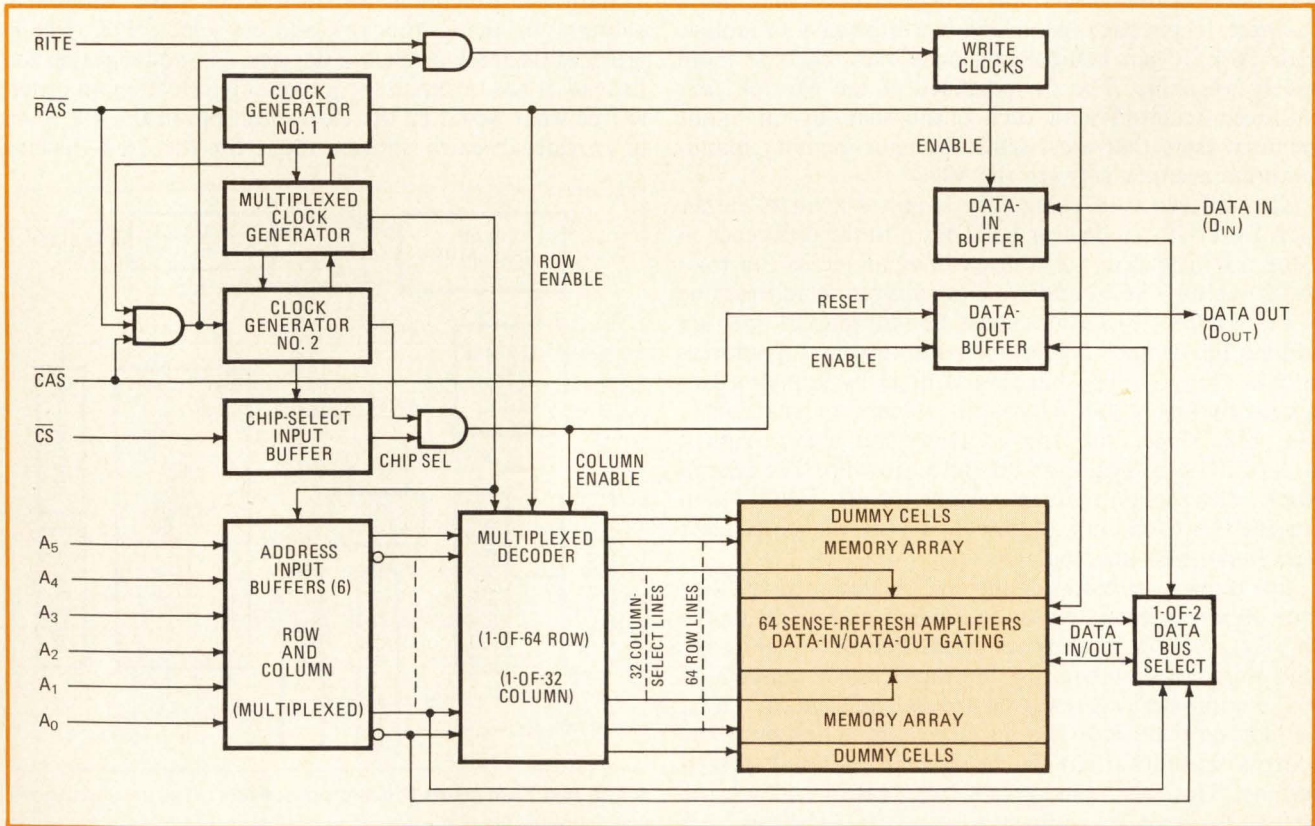 RITE
RAS
CAS
CS
CLOCK
GENERATOR
NO. 1
MULTIPLEXED
CLOCK
GENERATOR
CLOCK
GENERATOR
NO. 2
CHIP-SELECT
INPUT
BUFFER
CHIP SEL
ROW
ENABLE
COLUMN
ENABLE
WRITE
CLOCKS
ENABLE
DATA-
IN
BUFFER
DATA IN
(DIN)
RESET
ENABLE
DATA-
OUT
BUFFER
DATA OUT
(DOUT)
A5
A4
A3
A2
A1
A0
ADDRESS
INPUT
BUFFERS (6)
ROW
AND
COLUMN
(MULTIPLEXED)
MULTIPLEXED
DECODER
(1-OF-64 ROW)
(1-OF-32
COLUMN)
32 COLUMN-
SELECT LINES
64 ROW LINES
DUMMY CELLS
MEMORY ARRAY
64 SENSE-REFRESH AMPLIFIERS
DATA-IN/DATA-OUT GATING
MEMORY ARRAY
DUMMY CELLS
DATA
IN/OUT
1-OF-2
DATA
BUS
SELECT